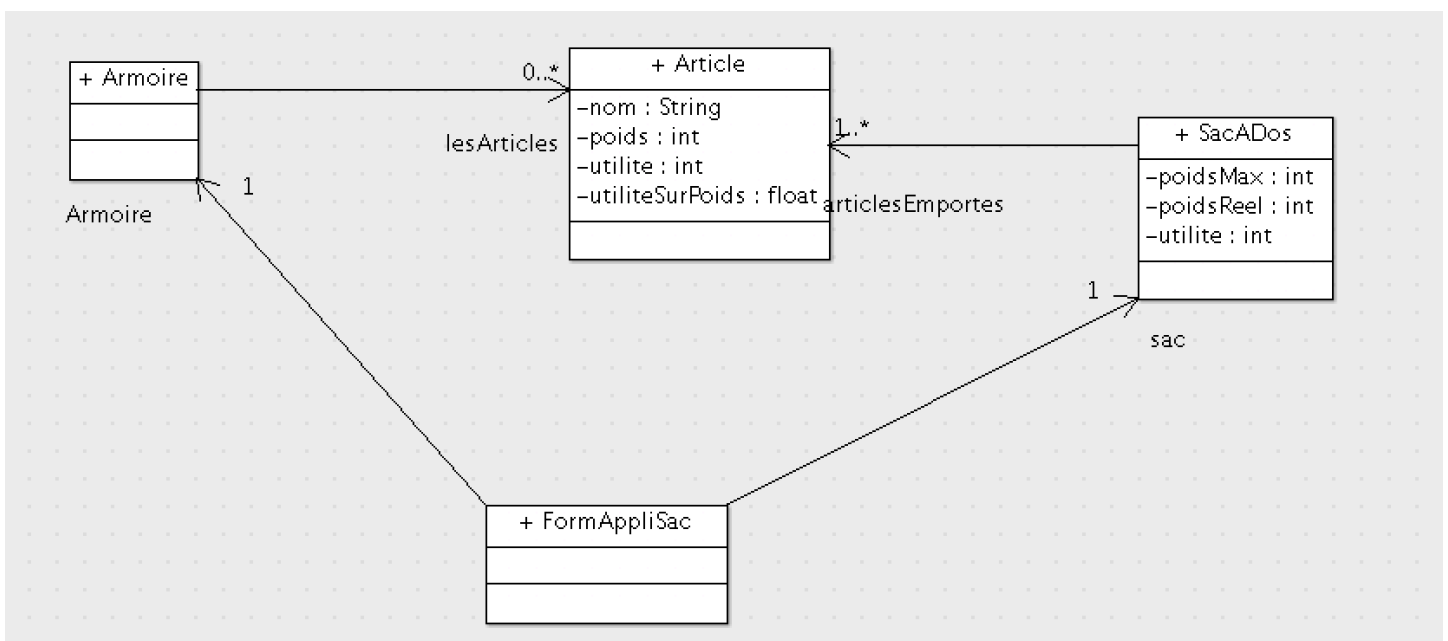 + Armoire
0..*
lesArticles
1
Armoire
+ Article
-nom : String
-poids : int
-utilite : int
-utiliteSurPoids : float
1..*
articlesEmportes
+ SacADos
-poidsMax : int
-poidsReel : int
-utilite : int
1
sac
+ FormAppliSac